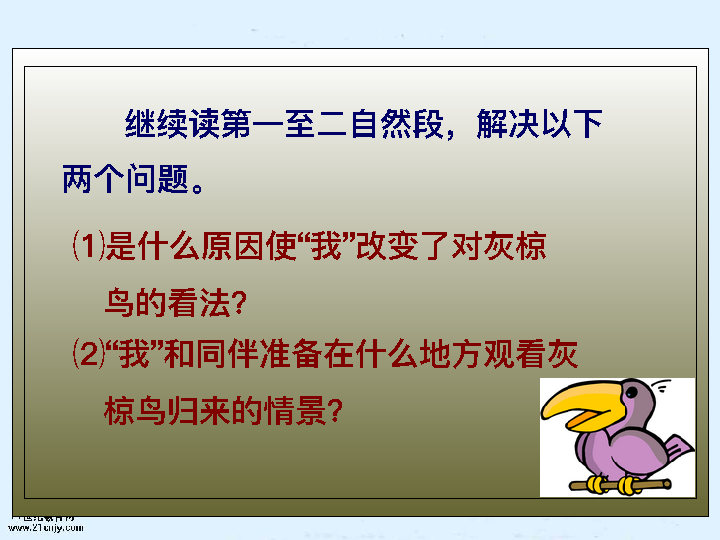 继续读第一至二自然段，解决以下
两个问题。
⑴是什么原因使“我”改变了对灰椋
鸟的看法？
⑵“我”和同伴准备在什么地方观看灰
椋鸟归来的情景？
www.21cnjy.com